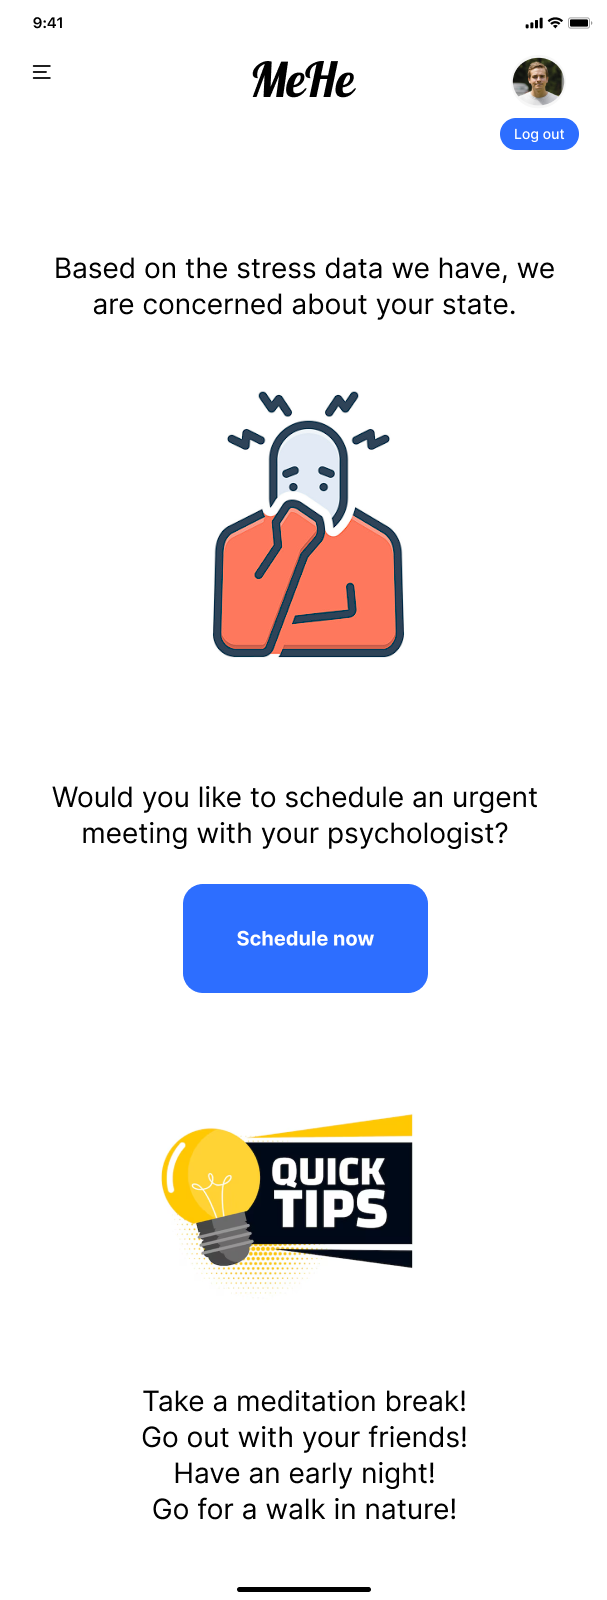 9:41
MeHe
Log out
Based on the stress data we have, we
are concerned about your state.
Would you like to schedule an urgent
meeting with your psychologist?
Schedule now
QUICK
TIPS
Take a meditation break!
Go out with your friends!
Have an early night!
Go for a walk in nature!